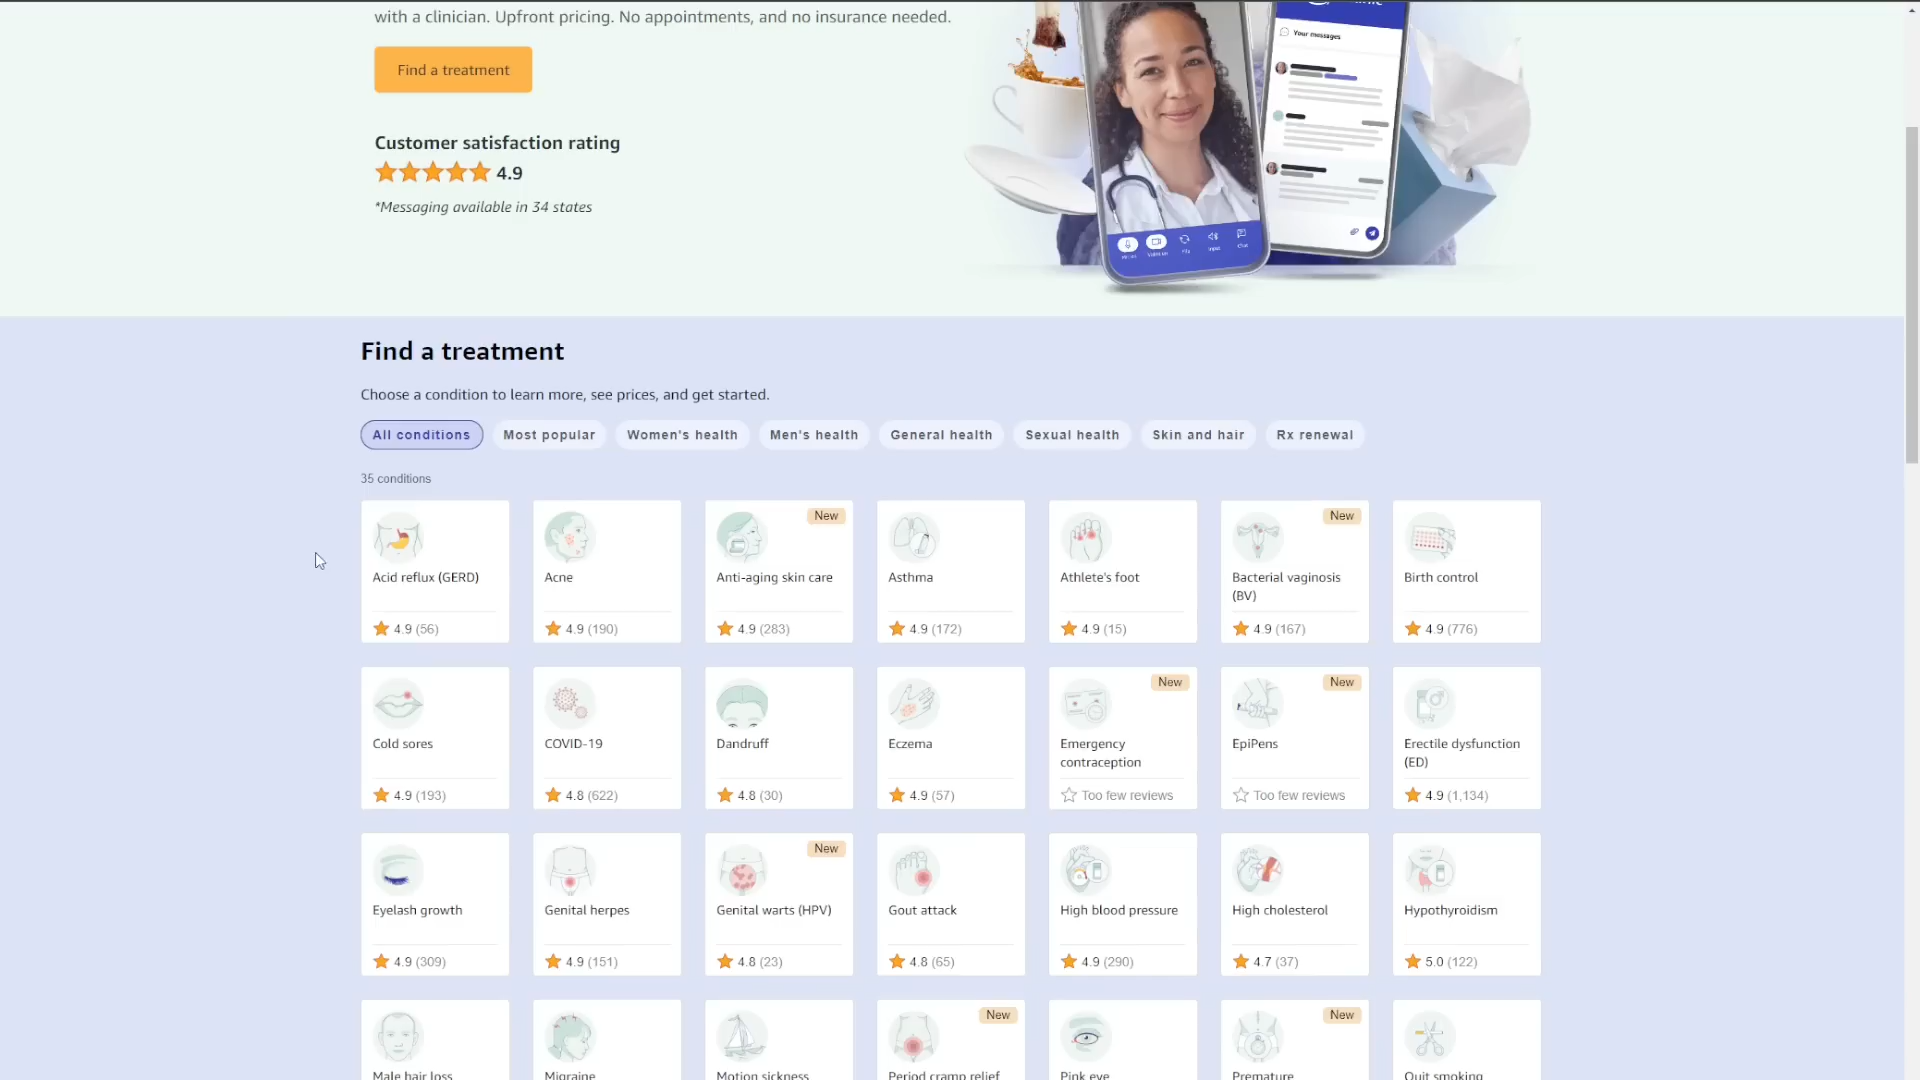 with a clinician. Upfront pricing. No appointments, and no insurance needed.
Find a treatment
Customer satisfaction rating
4.9
*Messaging available in 34 states
Your messages
Chat
Find a treatment
Choose a condition to learn more, see prices, and get started.
All conditions
Most popular
Women's health
Men's health
General health
Sexual health
Skin and hair
Rx renewal
35 conditions
New
New
Acid reflux (GERD)
Acne
Anti-aging skin care
Asthma
Athlete's foot
Bacterial vaginosis
(BV)
Birth control
4.9 (56)
4.9 (190)
4.9 (283)
4.9 (172)
4.9 (15)
4.9 (167)
4.9 (776)
New
New
Cold sores
COVID-19
Dandruff
Eczema
Emergency
contraception
EpiPens
Erectile dysfunction
(ED)
4.9 (193)
4.8 (622)
4.8 (30)
4.9 (57)
Too few reviews
Too few reviews
4.9 (1,134)
New
Eyelash growth
Genital herpes
Genital warts (HPV)
Gout attack
High blood pressure
High cholesterol
Hypothyroidism
4.9 (309)
4.9 (151)
4.8 (23)
4.8 (65)
4.9 (290)
4.7 (37)
5.0 (122)
New
New
Male hair loss
Migraine
Motion sickness
Period cramp relief
Pink eye
Premature
Quit smoking